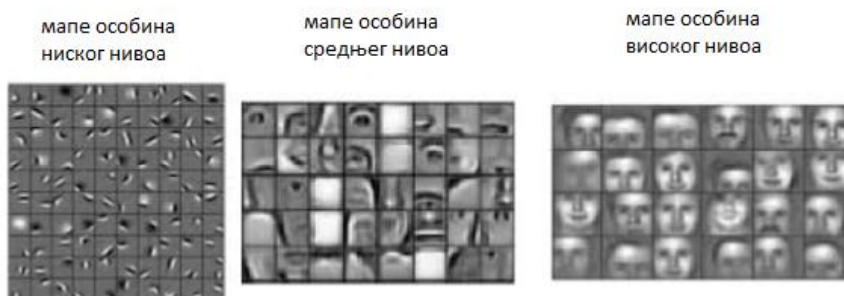 мапе особина
ниског нивоа
мапе особина
средњег нивоа
мапе особина
високог нивоа